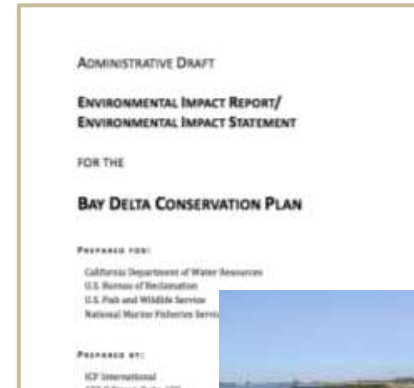 ADMINISTRATIVE DRAFT
ENVIRONMENTAL IMPACT REPORT/
ENVIRONMENTAL IMPACT STATEMENT
FOR THE
BAY DELTA CONSERVATION PLAN
PREPARED FOR:
California Department of Water Resources
U.S. Bureau of Reclamation
U.S. Fish and Wildlife Service
National Marine Fisheries
PREPARED BY:
ICF International